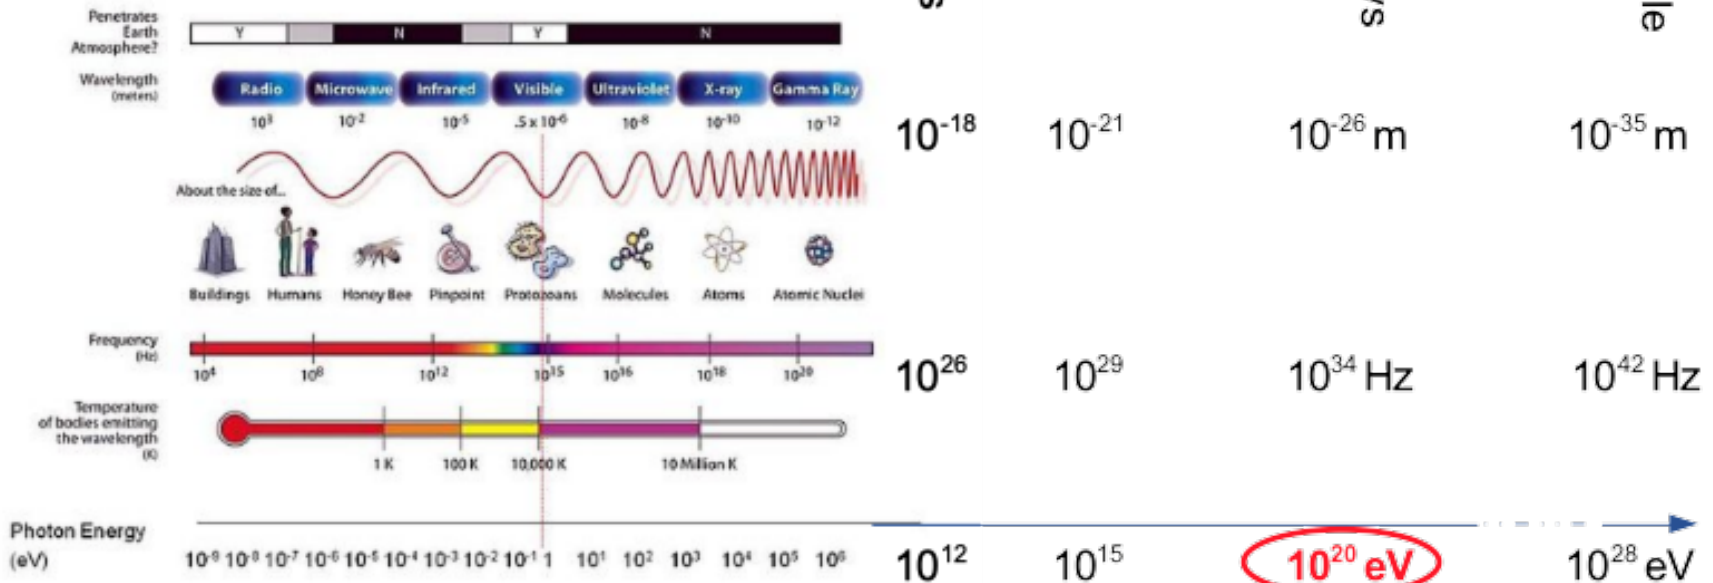 s
ys
le
Penetrates
Earth
Atmosphere?
Y N Y N
Wavelength
(meters)
Radio Microwave Infrared Visible Ultraviolet X-ray Gamma Ray
10³ 10⁻² 10⁻⁵ .5 x 10⁻⁶ 10⁻⁸ 10⁻¹⁰ 10⁻¹² 10⁻¹⁸ 10⁻²¹ 10⁻²⁶ m 10⁻³⁵ m
About the size of...
Buildings Humans Honey Bee Pinpoint Protozoans Molecules Atoms Atomic Nuclei
Frequency
(Hz)
10⁴ 10⁸ 10¹² 10¹⁵ 10¹⁶ 10¹⁸ 10²⁰ 10²⁶ 10²⁹ 10³⁴ Hz 10⁴² Hz
Temperature
of bodies emitting
the wavelength
(K)
1 K 100 K 10,000 K 10 Million K
Photon Energy
(eV)
10⁻⁹ 10⁻⁸ 10⁻⁷ 10⁻⁶ 10⁻⁵ 10⁻⁴ 10⁻³ 10⁻² 10⁻¹ 1 10¹ 10² 10³ 10⁴ 10⁵ 10⁶ 10¹² 10¹⁵ 10²⁰ eV 10²⁸ eV